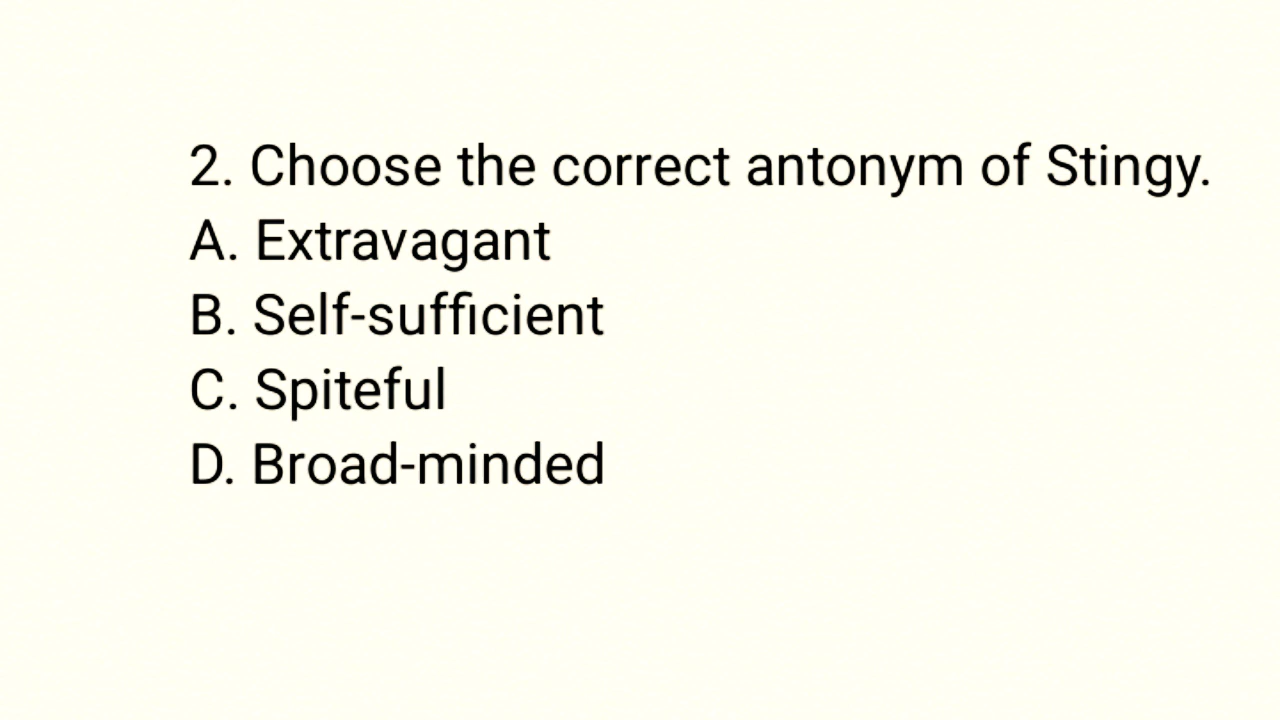 2. Choose the correct antonym of Stingy.
A. Extravagant
B. Self-sufficient
C. Spiteful
D. Broad-minded